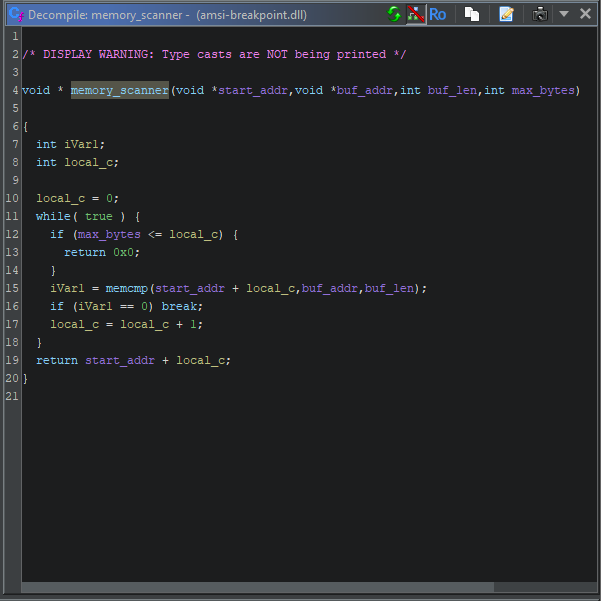 Decompile: memory_scanner - (amsi-breakpoint.dll) Ro
1
2 /* DISPLAY WARNING: Type casts are NOT being printed */
3
4 void * memory_scanner(void *start_addr,void *buf_addr,int buf_len,int max_bytes)
5
6 {
7 int iVar1;
8 int local_c;
9
10 local_c = 0;
11 while( true ) {
12 if (max_bytes <= local_c) {
13 return 0x0;
14 }
15 iVar1 = memcmp(start_addr + local_c,buf_addr,buf_len);
16 if (iVar1 == 0) break;
17 local_c = local_c + 1;
18 }
19 return start_addr + local_c;
20 }
21